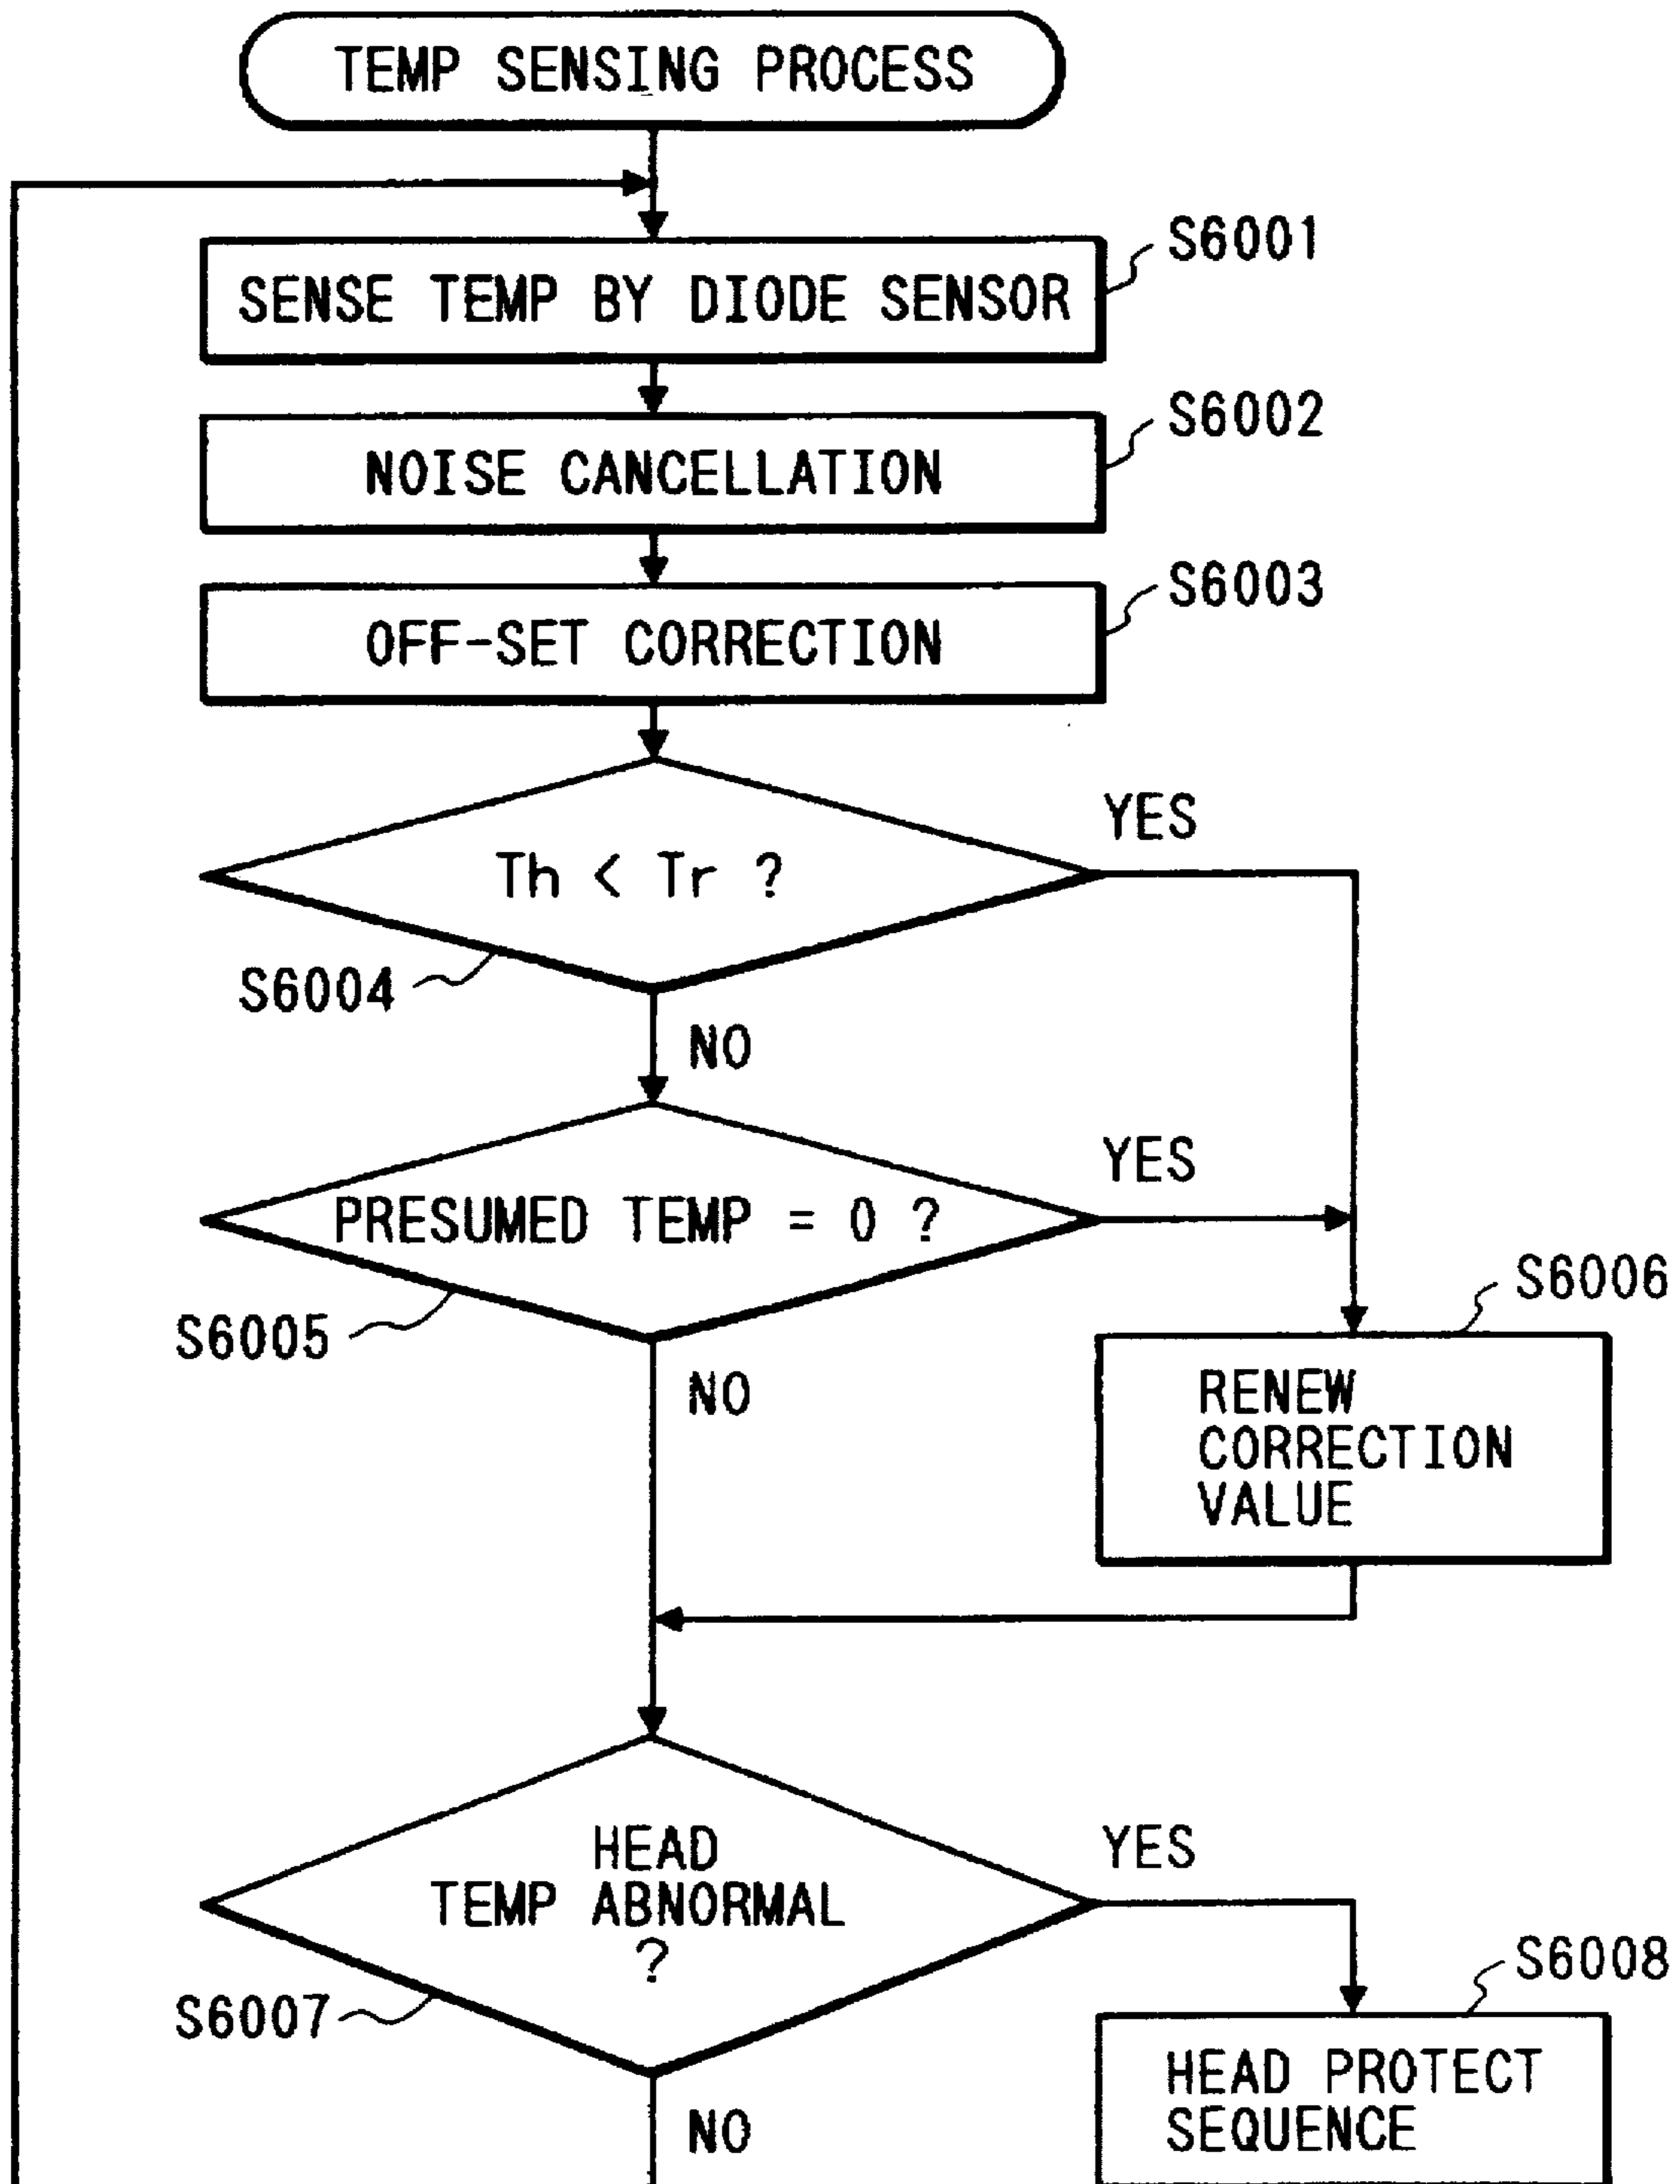 TEMP SENSING PROCESS
S6001
SENSE TEMP BY DIODE SENSOR
S6002
NOISE CANCELLATION
S6003
OFF-SET CORRECTION
YES
Th < Tr ?
S6004
NO
YES
PRESUMED TEMP = 0 ?
S6005
S6006
NO
RENEW
CORRECTION
VALUE
YES
HEAD
TEMP ABNORMAL
?
S6007
S6008
HEAD PROTECT
SEQUENCE
NO